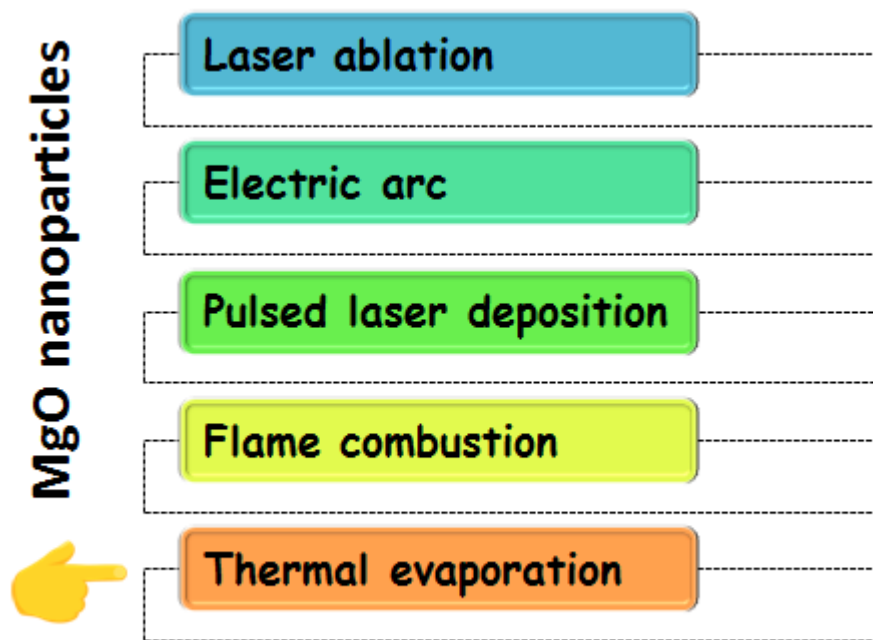 MgO nanoparticles
Laser ablation
Electric arc
Pulsed laser deposition
Flame combustion
Thermal evaporation